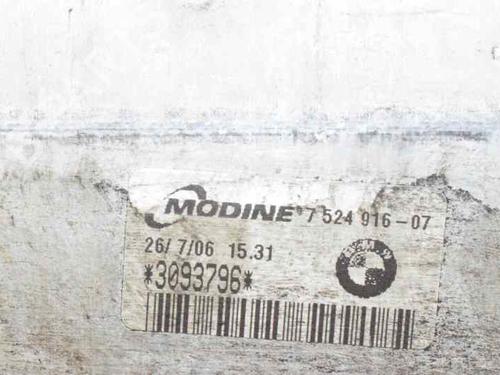 MODINE® 7 524 916-07
26/ 7/06 15.31
BMW
*3093796*